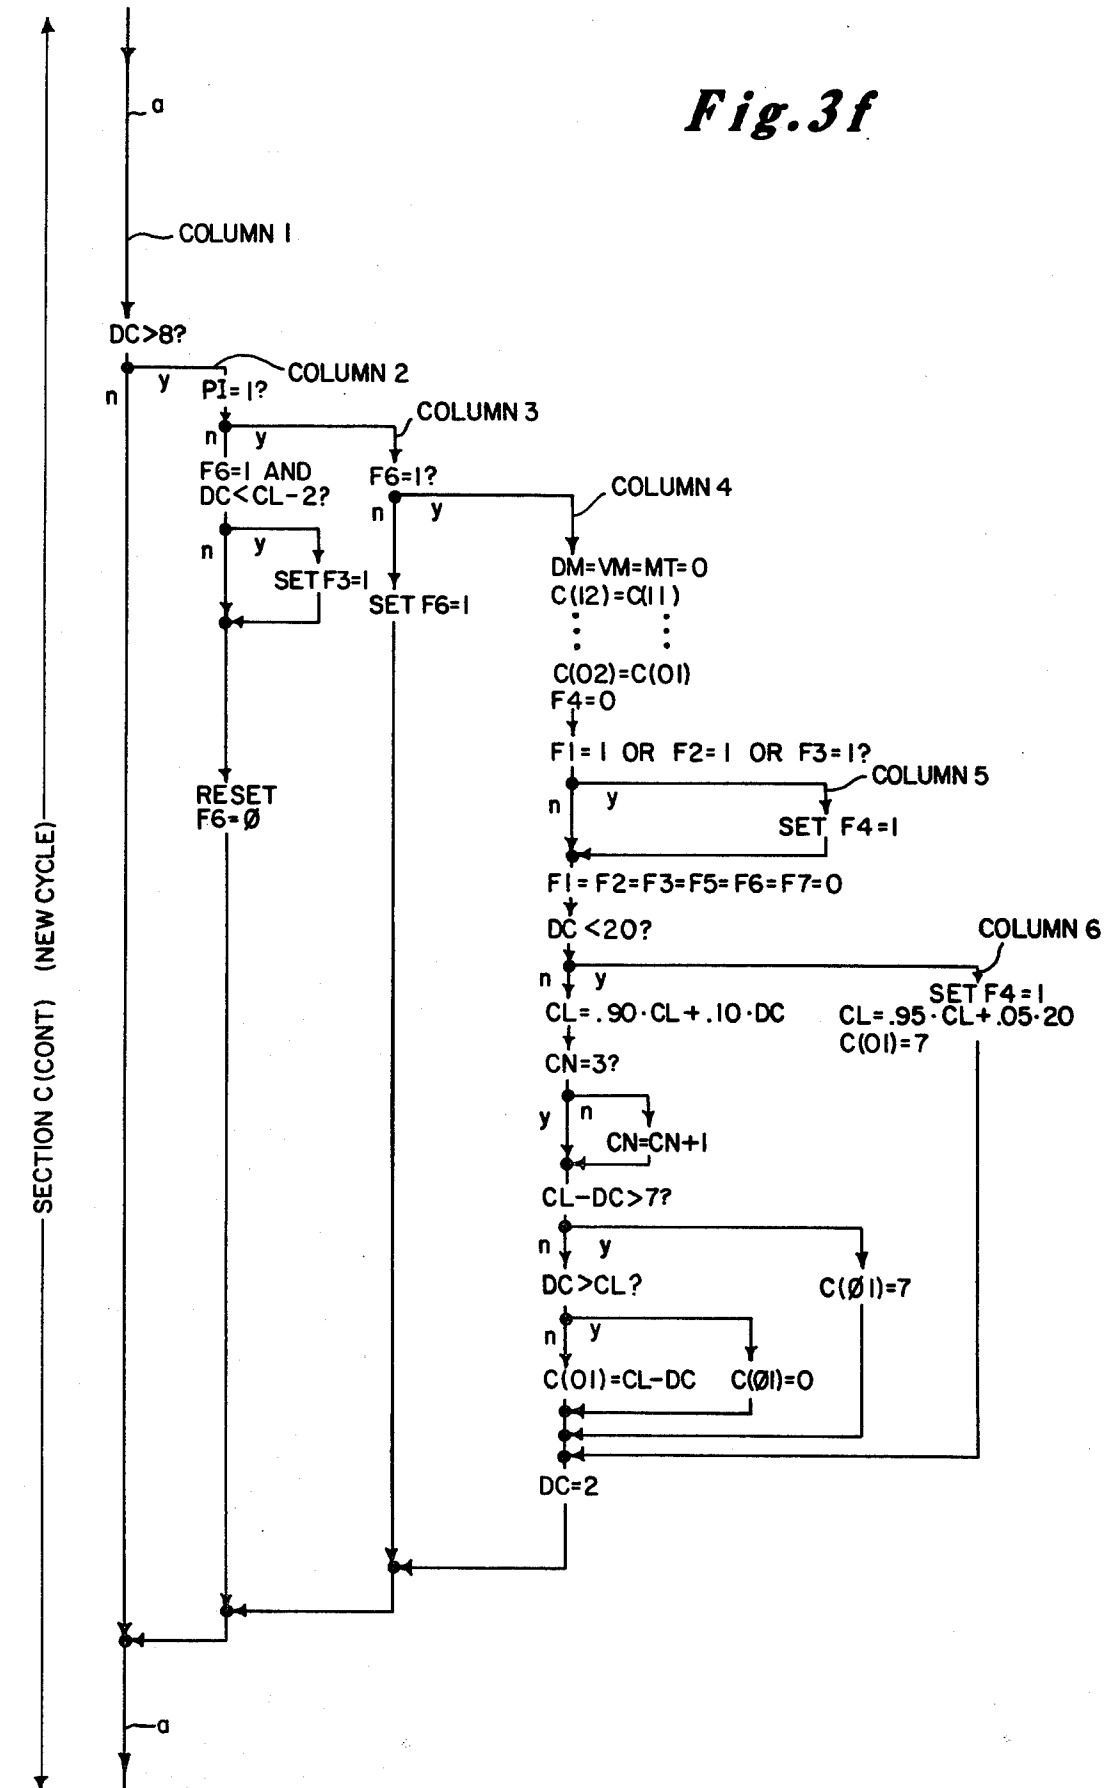 Fig. 3f
a
COLUMN 1
DC>8?
n
y
COLUMN 2
PI=1?
n
y
COLUMN 3
F6=1 AND
DC<CL-2?
n
y
SET F3=1
RESET
F6=Ø
F6=1?
n
y
SET F6=1
COLUMN 4
DM=VM=MT=0
C(12)=C(11)
⋮ ⋮
C(02)=C(01)
F4=0
F1=1 OR F2=1 OR F3=1?
n
y
COLUMN 5
SET F4=1
F1=F2=F3=F5=F6=F7=0
DC<20?
n
y
COLUMN 6
SET F4=1
CL=.95·CL+.05·20
C(01)=7
CL=.90·CL+.10·DC
CN=3?
y
n
CN=CN+1
CL-DC>7?
n
y
C(Ø1)=7
DC>CL?
n
y
C(01)=CL-DC
C(Ø1)=0
DC=2
a
SECTION C (CONT) (NEW CYCLE)